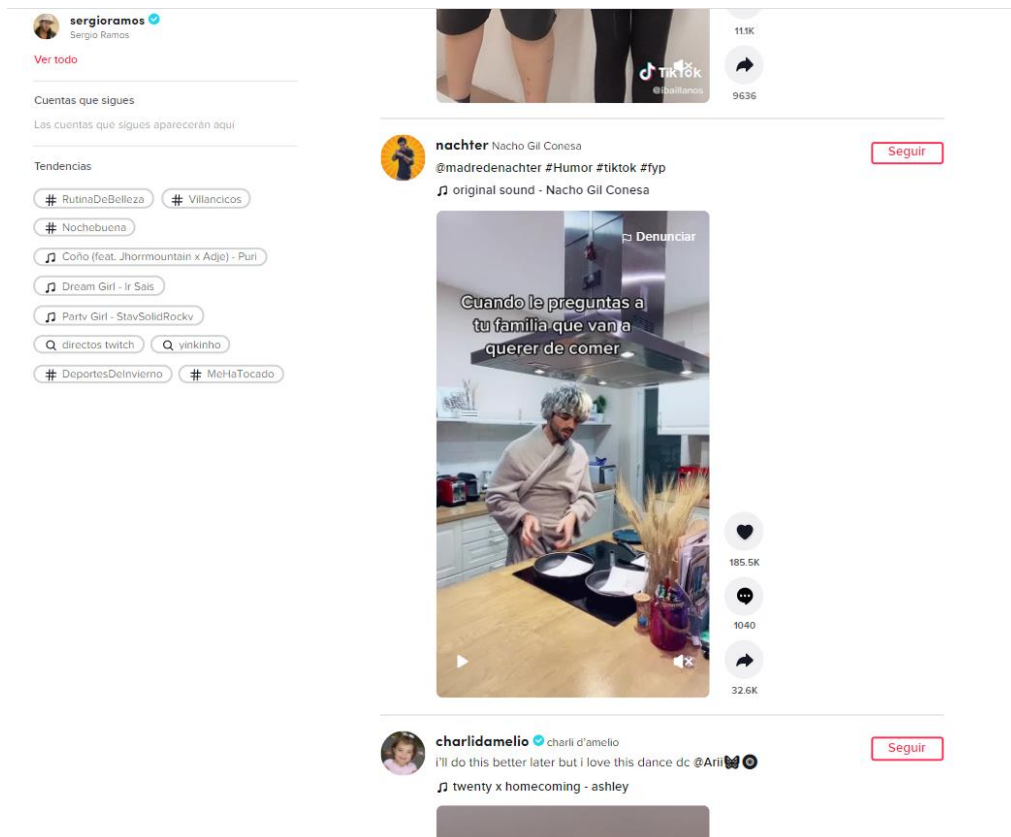 sergioramos
Sergio Ramos
Ver todo
Cuentas que sigues
Las cuentas que sigues aparecerán aquí
Tendencias
# RutinaDeBelleza
# Villancicos
# Nochebuena
Coño (feat. Jhorrmountain x Adje) - Puri
Dream Girl - Ir Sais
Party Girl - StaySolidRocky
directos twitch
yinkinho
# DeportesDeInvierno
# MeHaTocado
TikTok
@ibaillanos
11.1K
9636
nachter Nacho Gil Conesa
Seguir
@madredenachter #Humor #tiktok #fyp
original sound - Nacho Gil Conesa
Denunciar
Cuando le preguntas a
tu familia que van a
querer de comer
185.5K
1040
32.6K
charlidamelio charli d'amelio
Seguir
i'll do this better later but i love this dance dc @Arii
twenty x homecoming - ashley